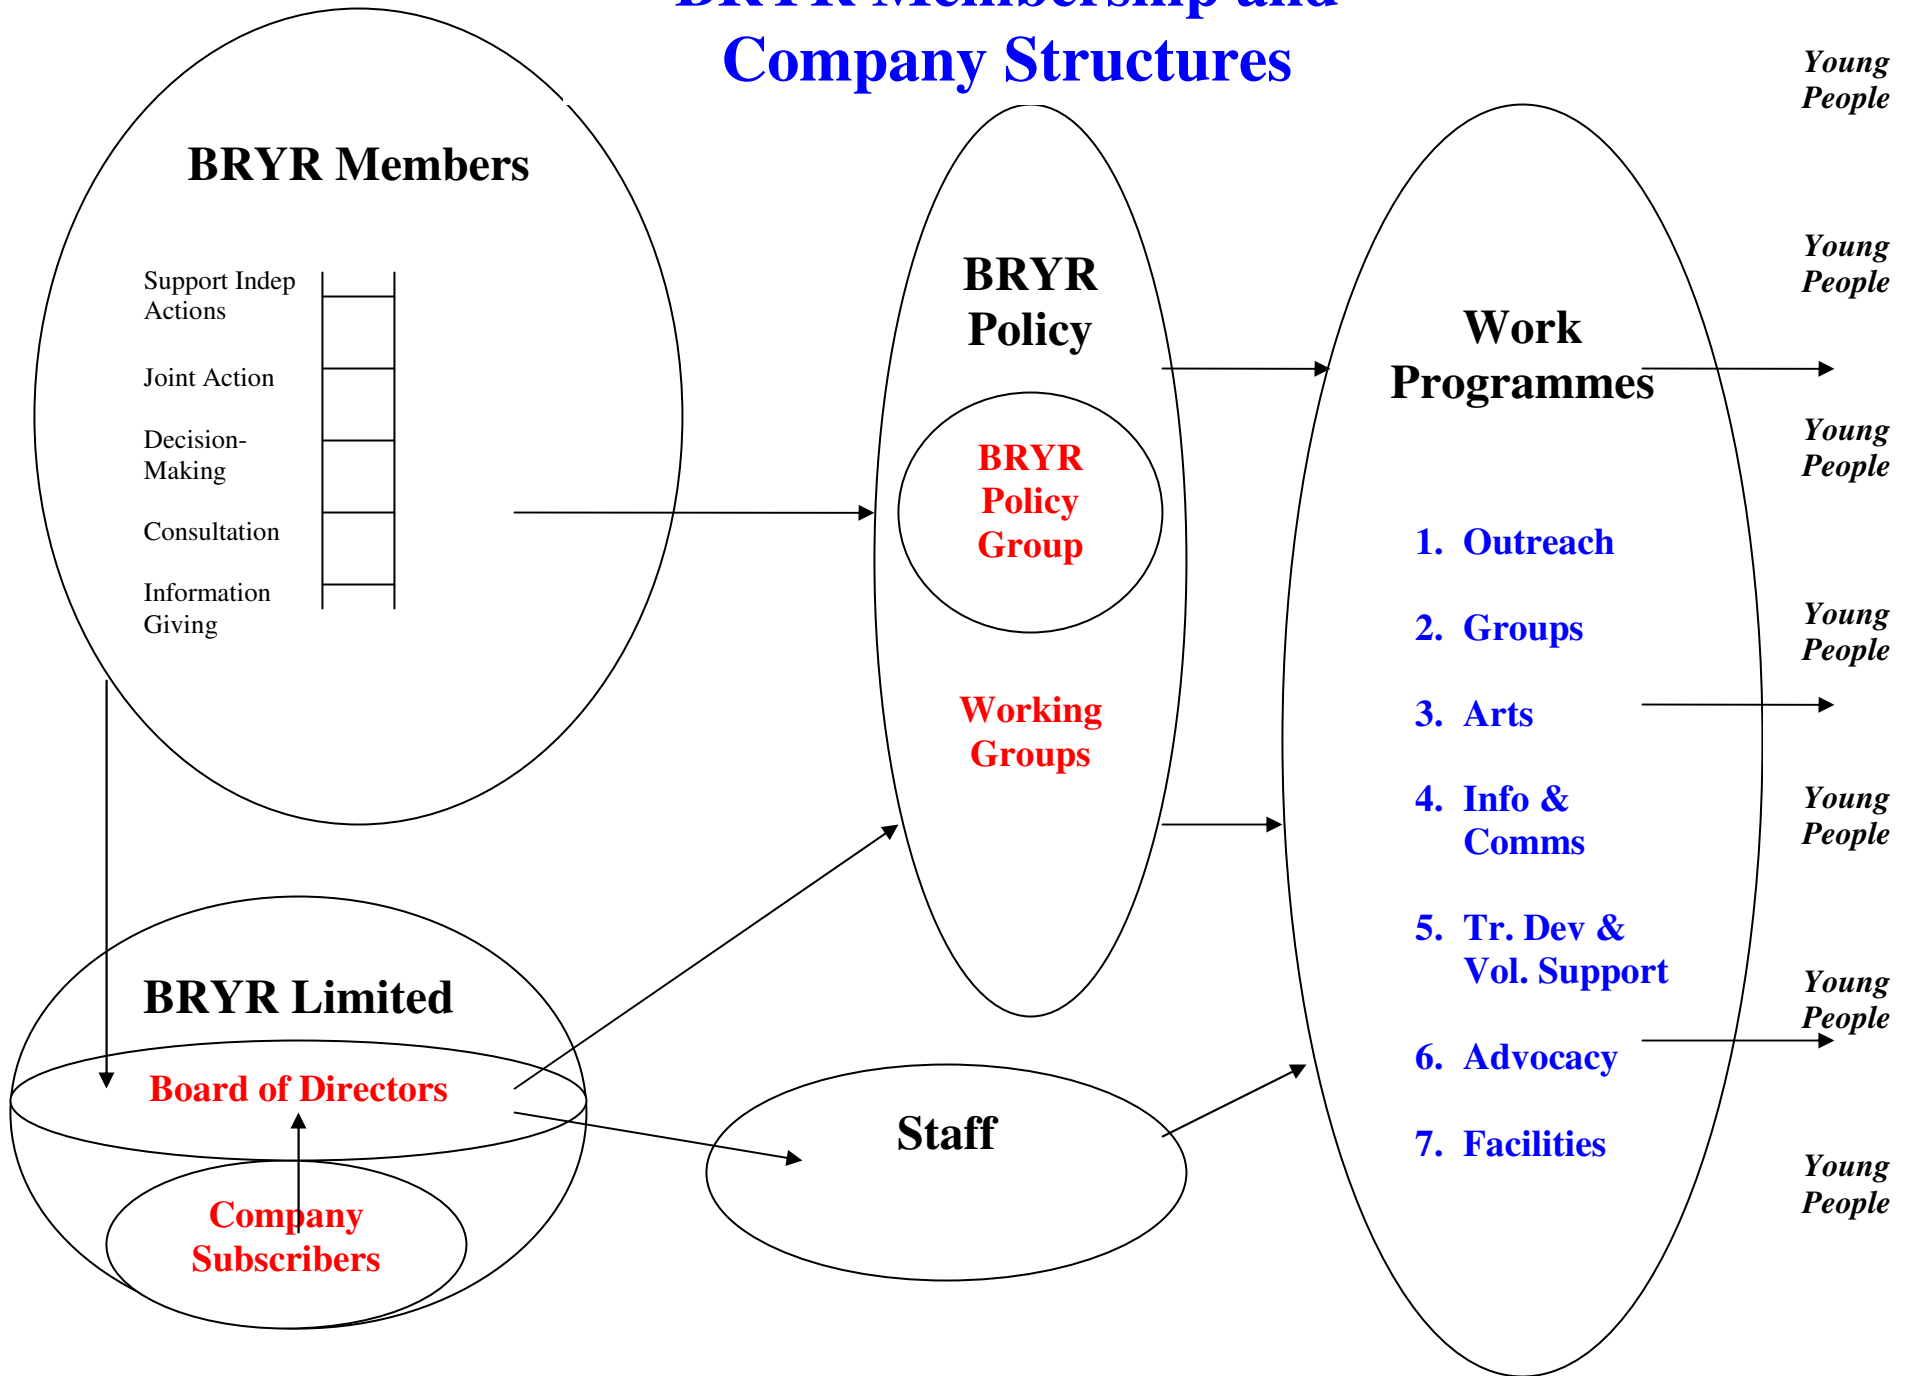 BRYR Membership and
Company Structures
BRYR Members
Support Indep
Actions
Joint Action
Decision-
Making
Consultation
Information
Giving
BRYR Limited
Board of Directors
Company
Subscribers
BRYR
Policy
BRYR
Policy
Group
Working
Groups
Staff
Work
Programmes
1. Outreach
2. Groups
3. Arts
4. Info &
Comms
5. Tr. Dev &
Vol. Support
6. Advocacy
7. Facilities
Young
People
Young
People
Young
People
Young
People
Young
People
Young
People
Young
People